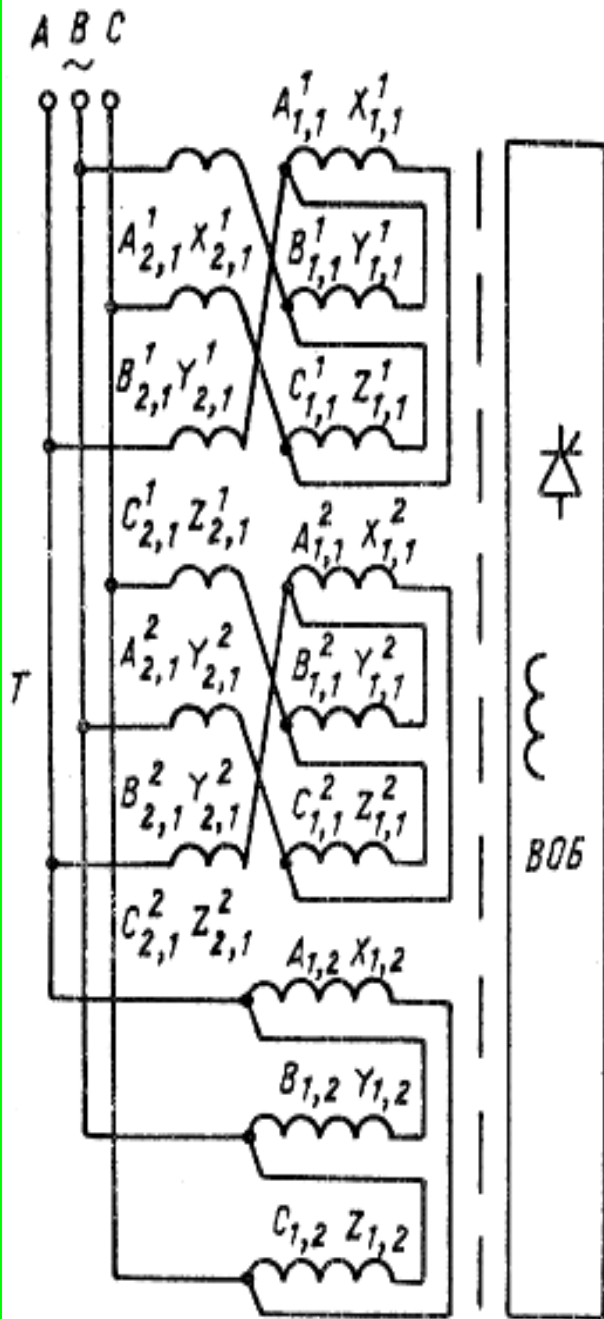 A B C
~
A¹₁,₁ X¹₁,₁
A¹₂,₁ X¹₂,₁
B¹₁,₁ Y¹₁,₁
B¹₂,₁ Y¹₂,₁
C¹₁,₁ Z¹₁,₁
C¹₂,₁ Z¹₂,₁
A²₁,₁ X²₁,₁
A²₂,₁ Y²₂,₁
B²₁,₁ Y²₁,₁
T
B²₂,₁ Y²₂,₁
C²₁,₁ Z²₁,₁
ВОБ
C²₂,₁ Z²₂,₁
A₁,₂ X₁,₂
B₁,₂ Y₁,₂
C₁,₂ Z₁,₂